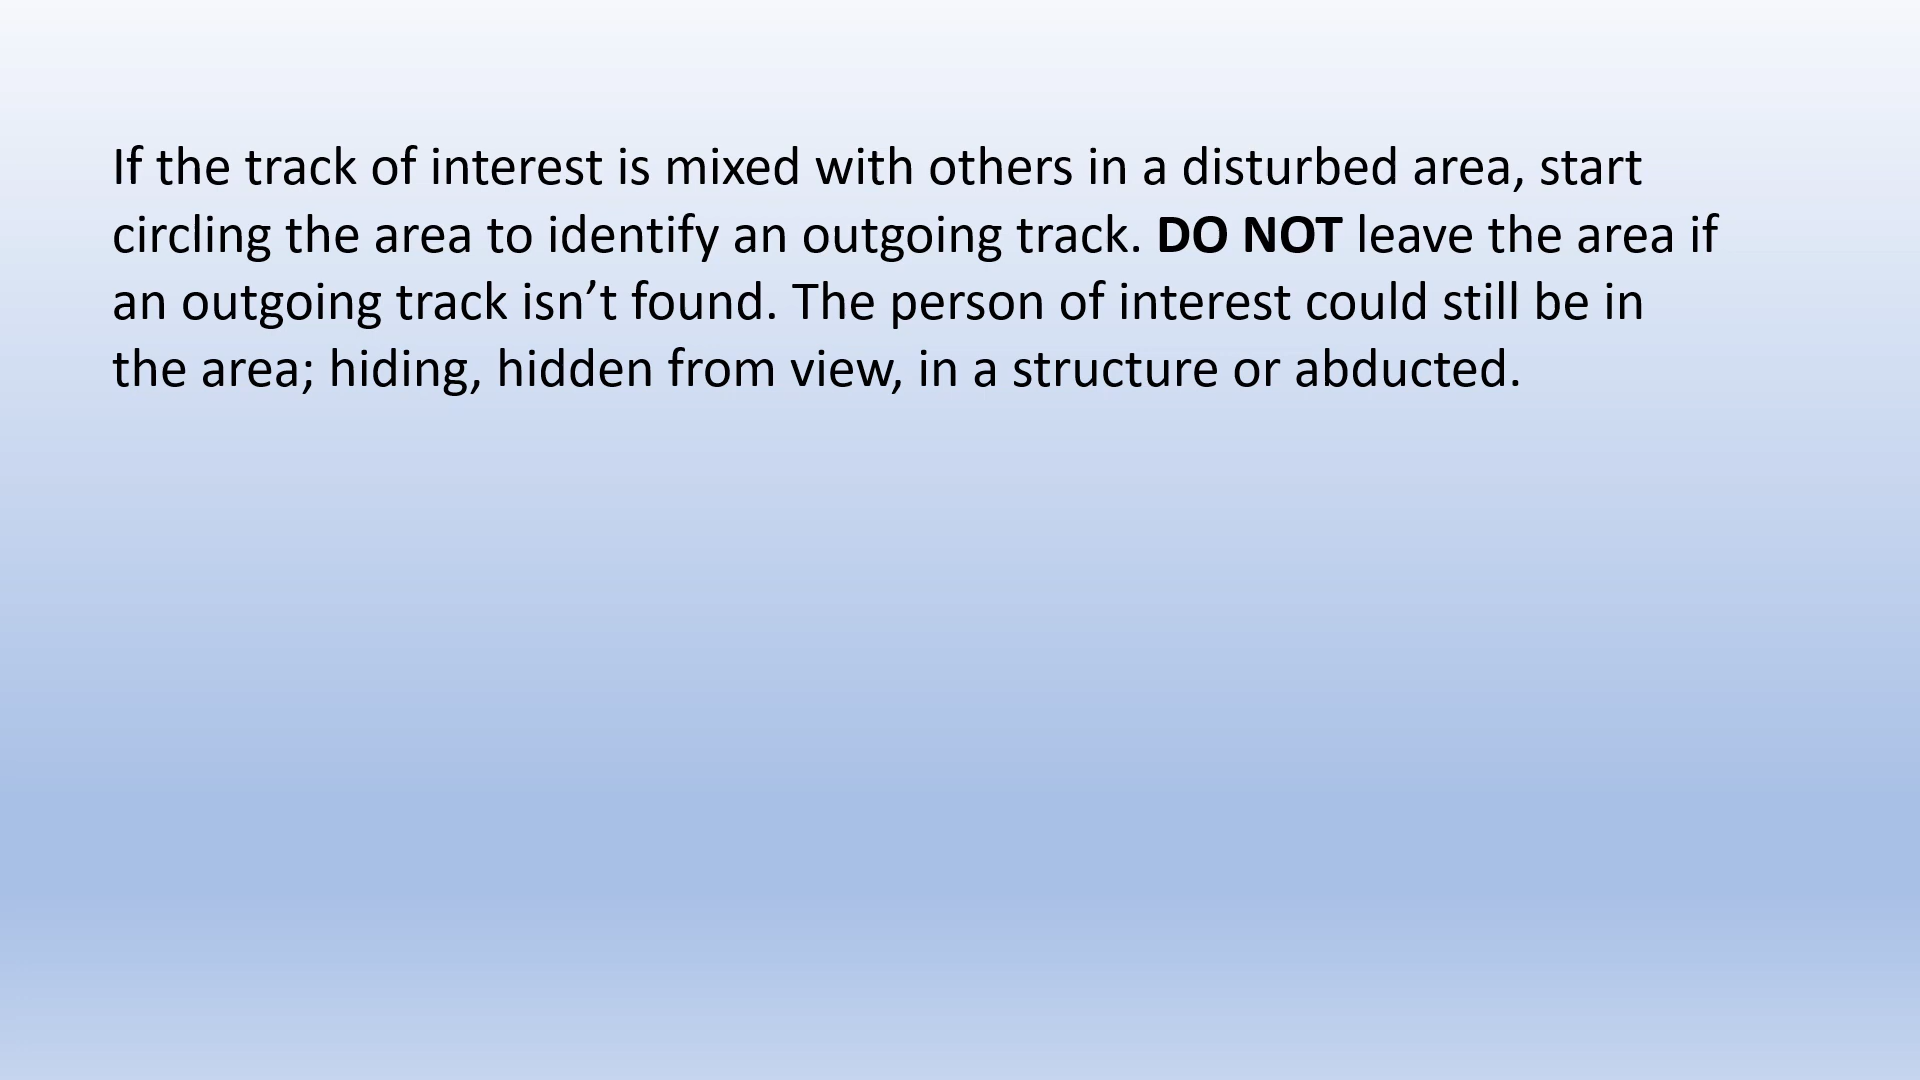 If the track of interest is mixed with others in a disturbed area, start
circling the area to identify an outgoing track. DO NOT leave the area if
an outgoing track isn’t found. The person of interest could still be in
the area; hiding, hidden from view, in a structure or abducted.